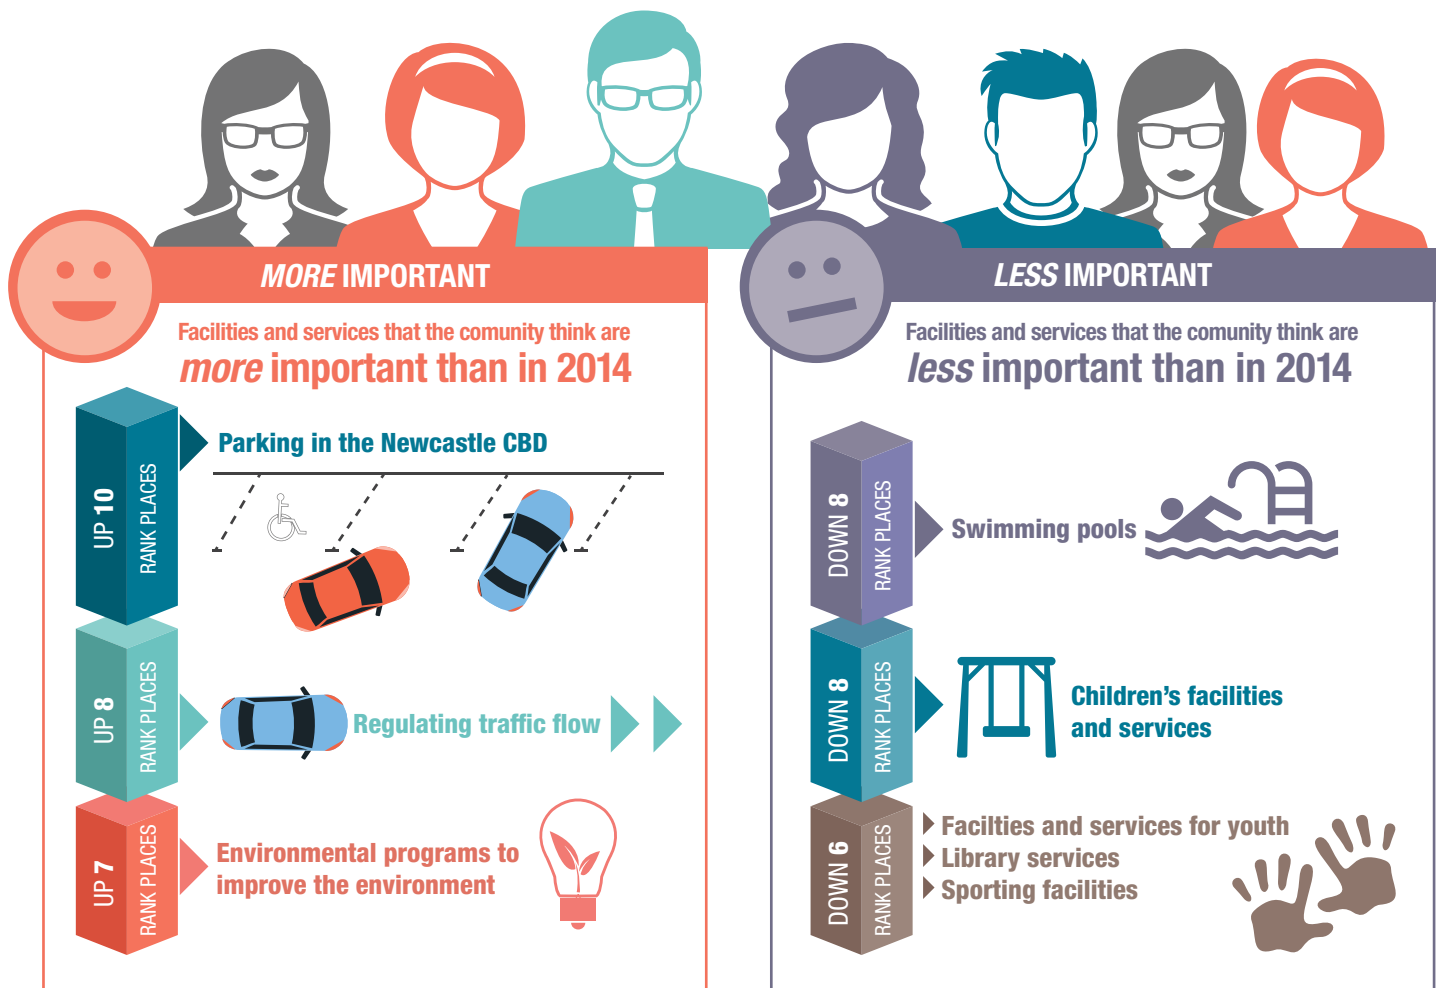 MORE IMPORTANT
Facilities and services that the comunity think are
more important than in 2014
UP 10
RANK PLACES
Parking in the Newcastle CBD
UP 8
RANK PLACES
Regulating traffic flow
UP 7
RANK PLACES
Environmental programs to
improve the environment
LESS IMPORTANT
Facilities and services that the comunity think are
less important than in 2014
DOWN 8
RANK PLACES
Swimming pools
DOWN 8
RANK PLACES
Children's facilities
and services
DOWN 6
RANK PLACES
Facilties and services for youth
Library services
Sporting facilities